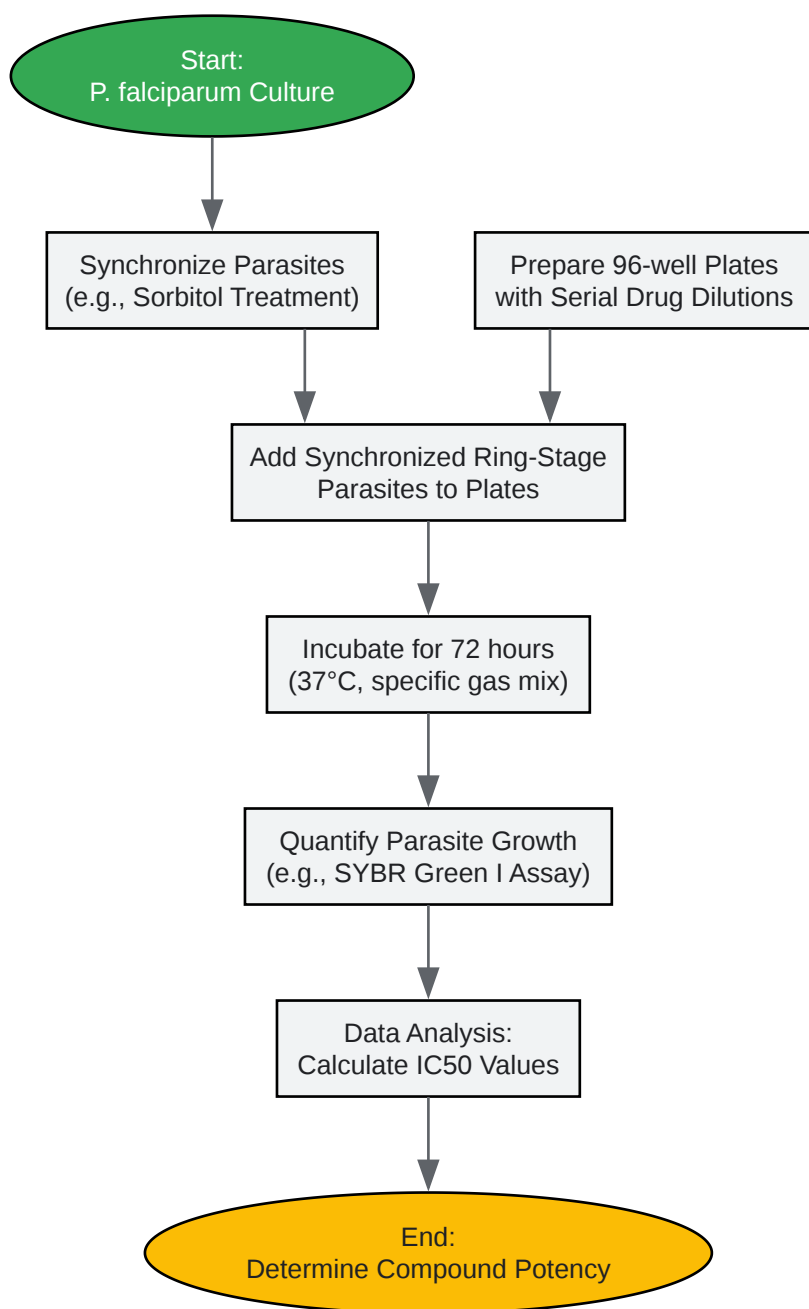 Start:
P. falciparum Culture
Synchronize Parasites
(e.g., Sorbitol Treatment)
Prepare 96-well Plates
with Serial Drug Dilutions
Add Synchronized Ring-Stage
Parasites to Plates
Incubate for 72 hours
(37°C, specific gas mix)
Quantify Parasite Growth
(e.g., SYBR Green I Assay)
Data Analysis:
Calculate IC50 Values
End:
Determine Compound Potency